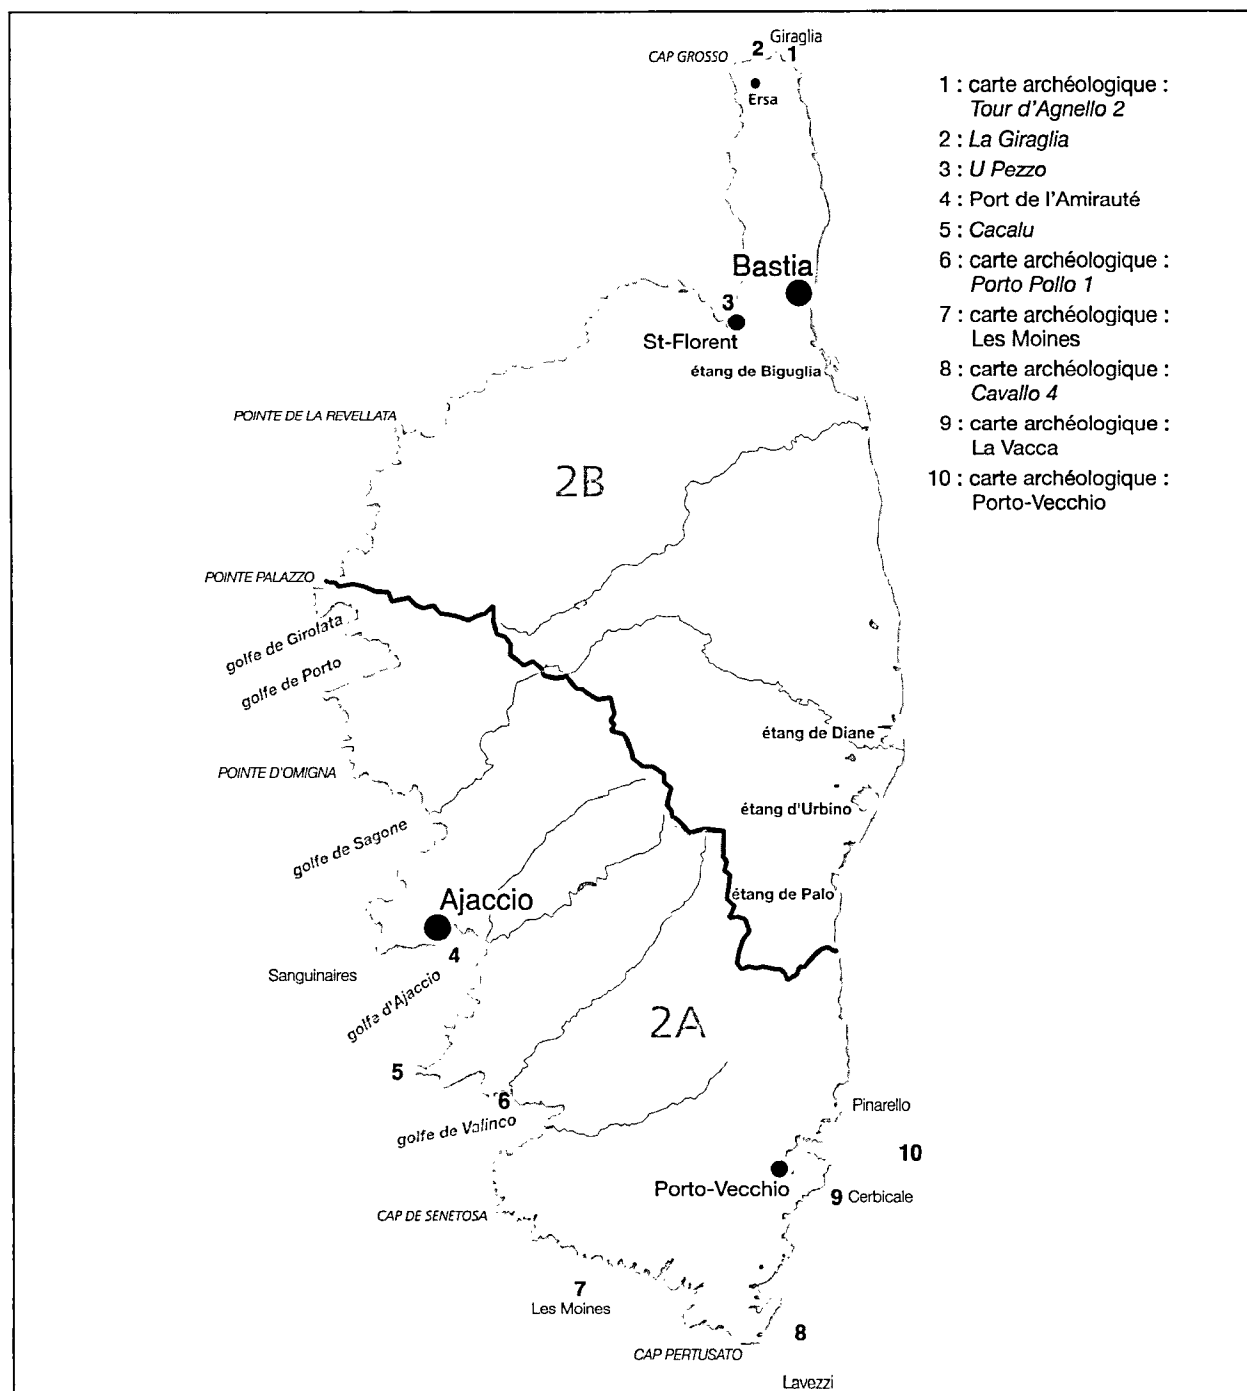 Giraglia
CAP GROSSO
2
1
Ersa
1 : carte archéologique :
Tour d'Agnello 2
2 : La Giraglia
3 : U Pezzo
4 : Port de l'Amirauté
5 : Cacalu
6 : carte archéologique :
Porto Pollo 1
7 : carte archéologique :
Les Moines
8 : carte archéologique :
Cavallo 4
9 : carte archéologique :
La Vacca
10 : carte archéologique :
Porto-Vecchio
Bastia
3
St-Florent
étang de Biguglia
POINTE DE LA REVELLATA
2B
POINTE PALAZZO
golfe de Girolata
golfe de Porto
étang de Diane
POINTE D'OMIGNA
étang d'Urbino
golfe de Sagone
étang de Palo
Ajaccio
4
Sanguinaires
golfe d'Ajaccio
2A
5
6
golfe de Valinco
Pinarello
10
Porto-Vecchio
9 Cerbicale
CAP DE SENETOSA
7
Les Moines
8
CAP PERTUSATO
Lavezzi